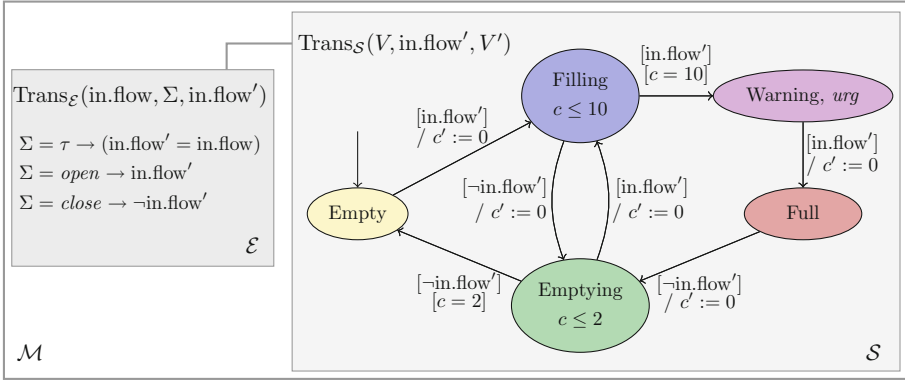 Trans_𝒮(V, in.flow′, V′)
Trans_ℰ(in.flow, Σ, in.flow′)
Σ = τ → (in.flow′ = in.flow)
Σ = open → in.flow′
Σ = close → ¬in.flow′
ℰ
Filling
c ≤ 10
[in.flow′]
[c = 10]
Warning, urg
[in.flow′]
/ c′ := 0
[in.flow′]
/ c′ := 0
Empty
[¬in.flow′]
/ c′ := 0
[in.flow′]
/ c′ := 0
Full
[¬in.flow′]
[c = 2]
Emptying
c ≤ 2
[¬in.flow′]
/ c′ := 0
ℳ
𝒮